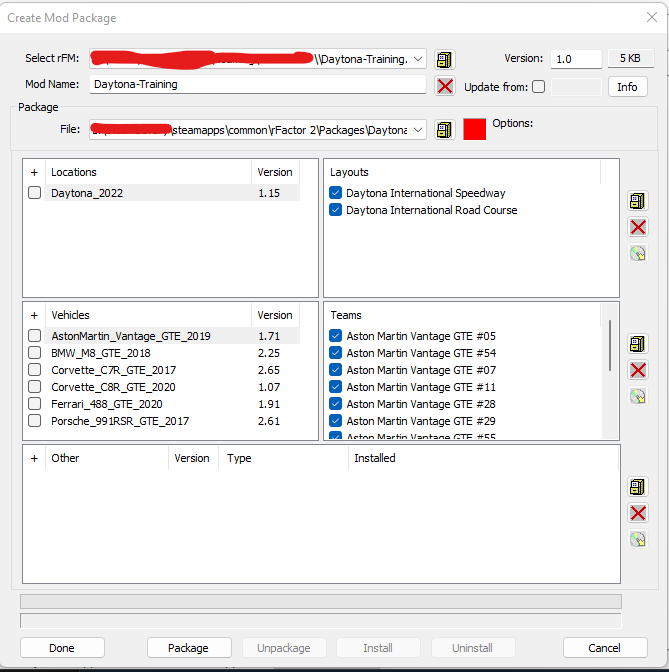 Create Mod Package
Select rFM: \\Daytona-Training. Version: 1.0 5 KB
Mod Name: Daytona-Training Update from: Info
Package
File: \steamapps\common\rFactor 2\Packages\Daytona Options:
+ Locations Version Layouts
Daytona_2022 1.15 Daytona International Speedway
Daytona International Road Course
+ Vehicles Version Teams
AstonMartin_Vantage_GTE_2019 1.71 Aston Martin Vantage GTE #05
BMW_M8_GTE_2018 2.25 Aston Martin Vantage GTE #54
Corvette_C7R_GTE_2017 2.65 Aston Martin Vantage GTE #07
Corvette_C8R_GTE_2020 1.07 Aston Martin Vantage GTE #11
Ferrari_488_GTE_2020 1.91 Aston Martin Vantage GTE #28
Porsche_991RSR_GTE_2017 2.61 Aston Martin Vantage GTE #29
Aston Martin Vantage GTE #55
+ Other Version Type Installed
Done Package Unpackage Install Uninstall Cancel